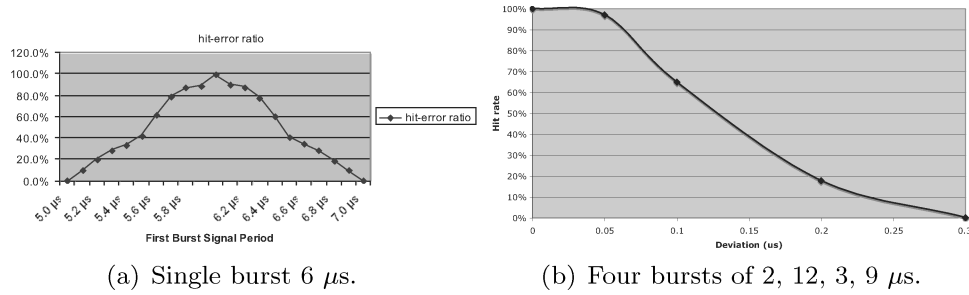 hit-error ratio
120.0%
100.0%
80.0%
60.0%
40.0%
20.0%
0.0%
5.0 µs
5.2 µs
5.4 µs
5.6 µs
5.8 µs
6.2 µs
6.4 µs
6.6 µs
6.8 µs
7.0 µs
First Burst Signal Period
hit-error ratio
(a) Single burst 6 μs.
100%
90%
80%
70%
60%
50%
40%
30%
20%
10%
0%
Hit rate
0 0.05 0.1 0.15 0.2 0.25 0.3
Deviation (us)
(b) Four bursts of 2, 12, 3, 9 μs.